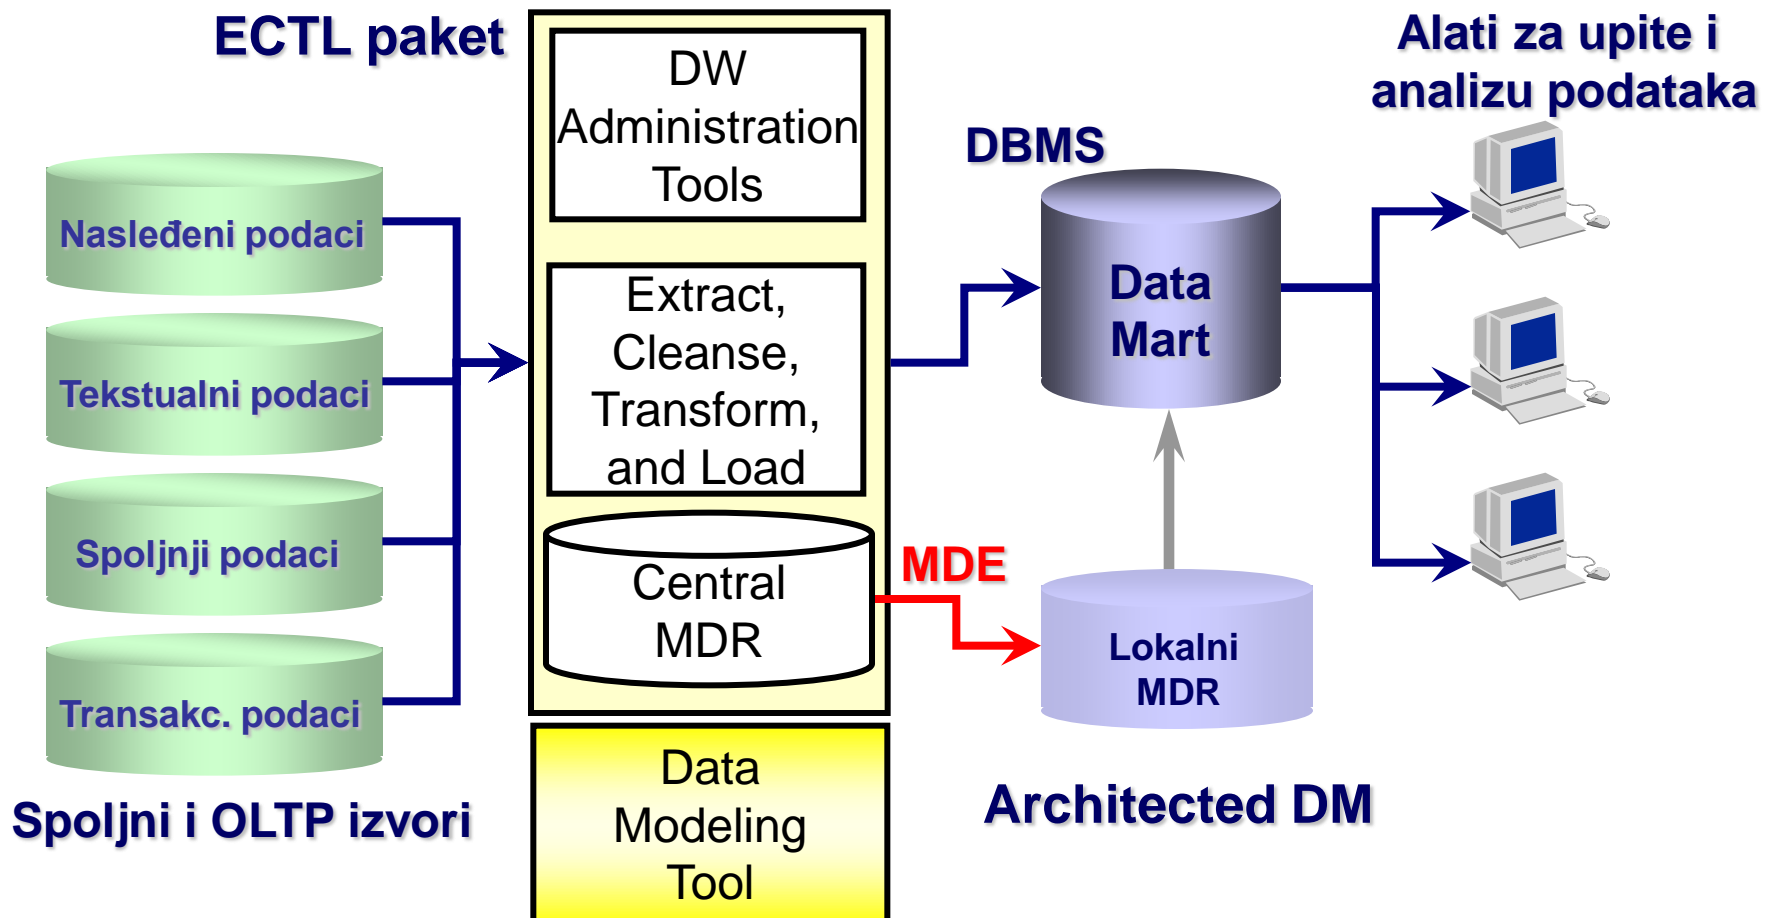 ECTL paket
DW
Administration
Tools
Extract,
Cleanse,
Transform,
and Load
Central
MDR
Data
Modeling
Tool
Nasleđeni podaci
Tekstualni podaci
Spoljnji podaci
Transakc. podaci
Spoljni i OLTP izvori
DBMS
Data
Mart
MDE
Lokalni
MDR
Architected DM
Alati za upite i
analizu podataka